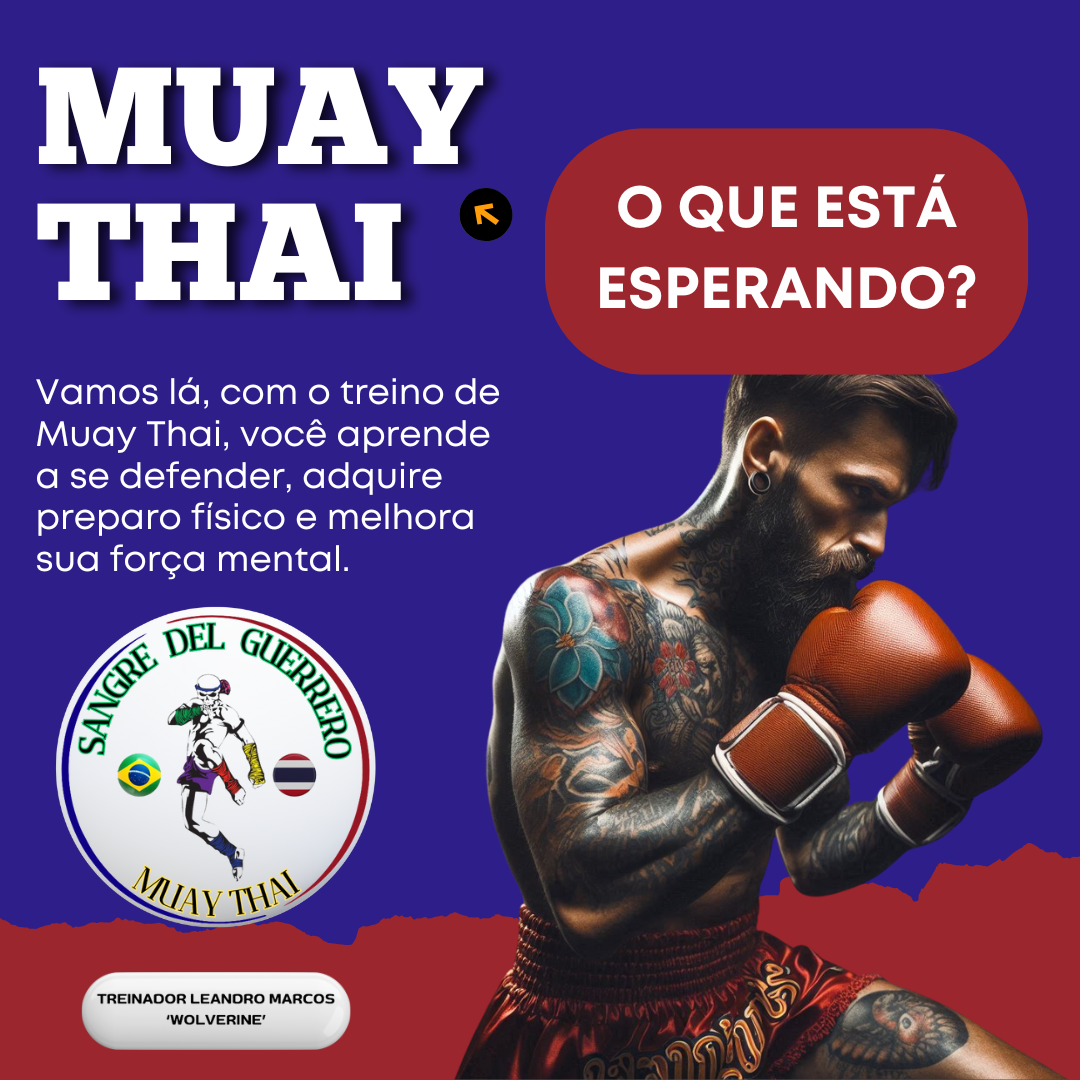 MUAY
THAI
O QUE ESTÁ
ESPERANDO?
Vamos lá, com o treino de
Muay Thai, você aprende
a se defender, adquire
preparo físico e melhora
sua força mental.
SANGRE DEL GUERRERO
MUAY THAI
TREINADOR LEANDRO MARCOS
‘WOLVERINE’